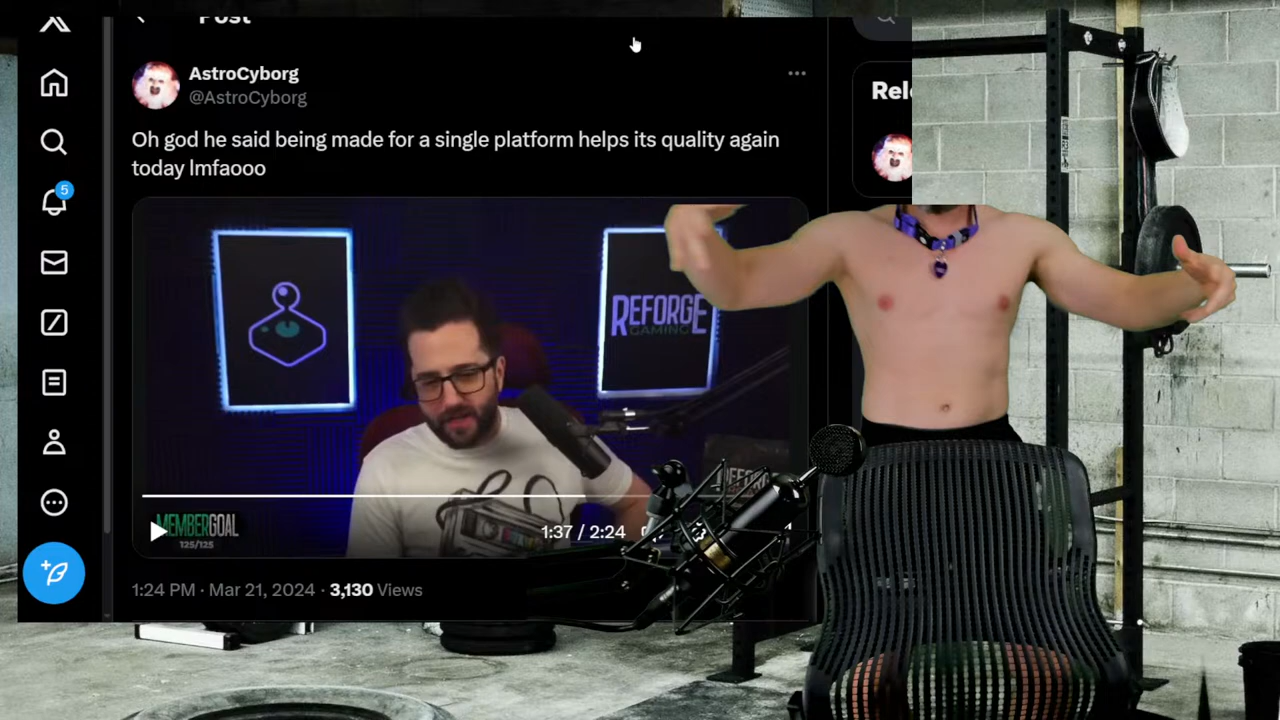 Post
AstroCyborg
@AstroCyborg
Oh god he said being made for a single platform helps its quality again
today lmfaooo
5
Rel
REFORGE
GAMING
MEMBERGOAL
125/125
1:37 / 2:24
1:24 PM · Mar 21, 2024 · 3,130 Views